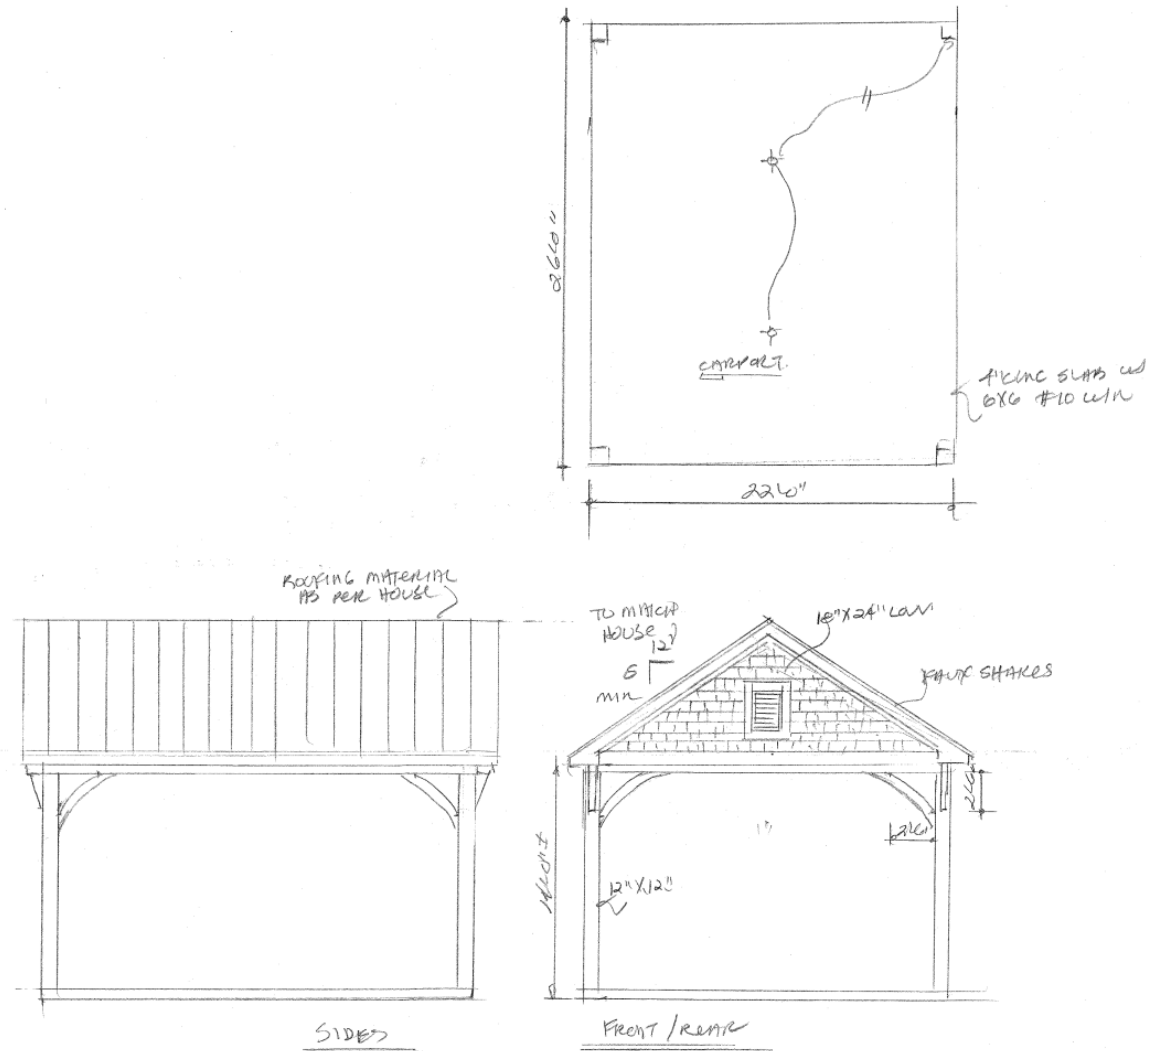 26'0"
CARPORT.
4" CONC SLAB W/
6X6 #10 W/M
22'0"
ROOFING MATERIAL
AS PER HOUSE
TO MATCH
HOUSE
12
6
MIN
18"X24" LOUV
FAUX SHAKES
2'6"
2'6"
12"X12"
SIDES
FRONT / REAR